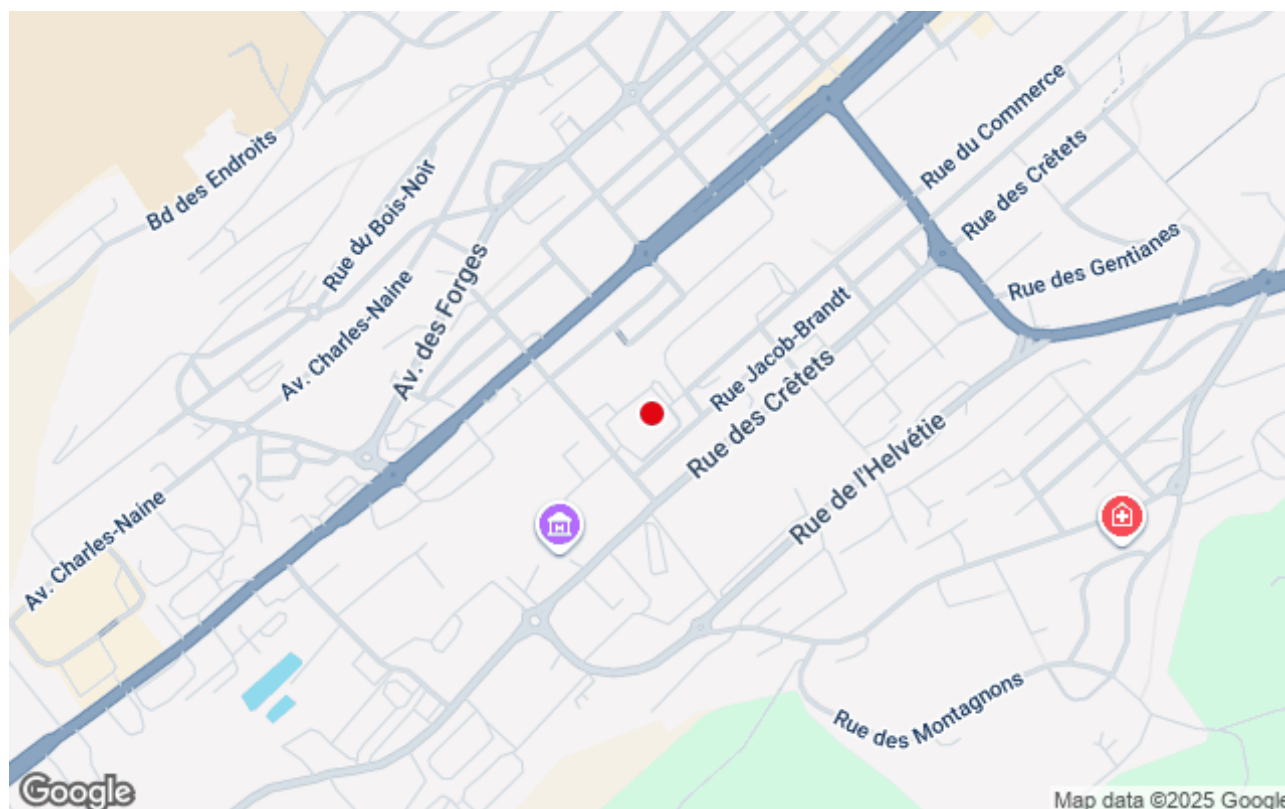 Rue du Commerce
Bd des Endroits
Rue du Bois-Noir
Rue des Crêtets
Rue des Gentianes
Av. Charles-Naine
Av. des Forges
Rue Jacob-Brandt
Rue des Crêtets
Rue de l'Helvétie
Av. Charles-Naine
M
Rue des Montagnons
Google
Map data ©2025 Google